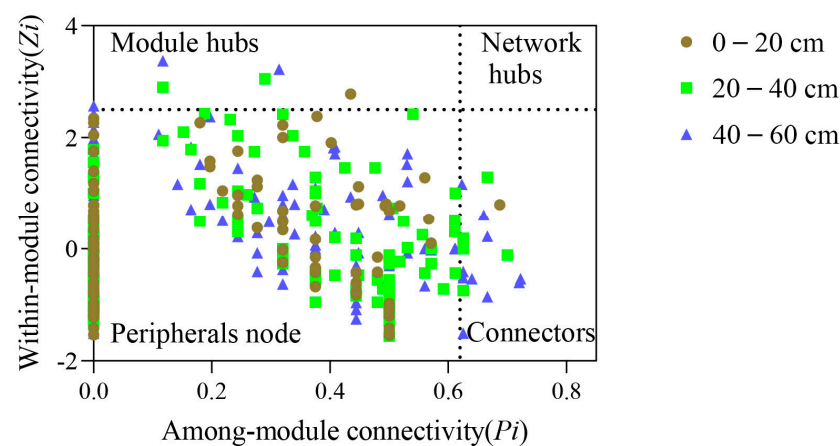 4
2
0
-2
Within-module connectivity(Zi)
Module hubs
Network
hubs
Peripherals node
Connectors
0.0
0.2
0.4
0.6
0.8
Among-module connectivity(Pi)
0 – 20 cm
20 – 40 cm
40 – 60 cm